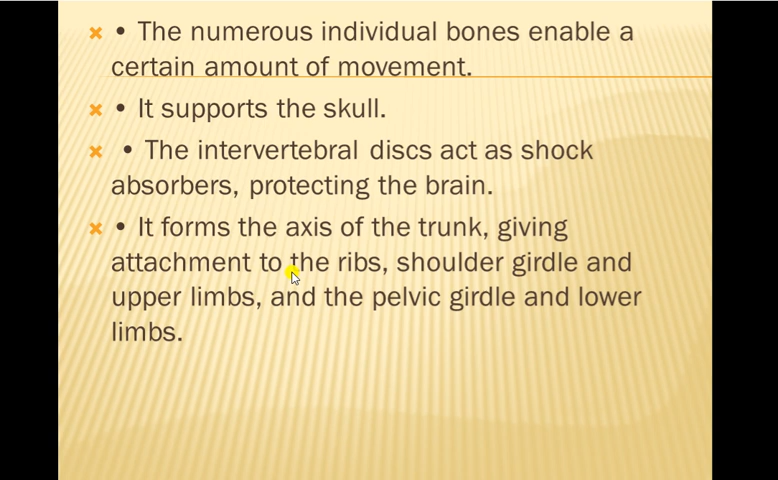 • The numerous individual bones enable a
certain amount of movement.
• It supports the skull.
• The intervertebral discs act as shock
absorbers, protecting the brain.
• It forms the axis of the trunk, giving
attachment to the ribs, shoulder girdle and
upper limbs, and the pelvic girdle and lower
limbs.